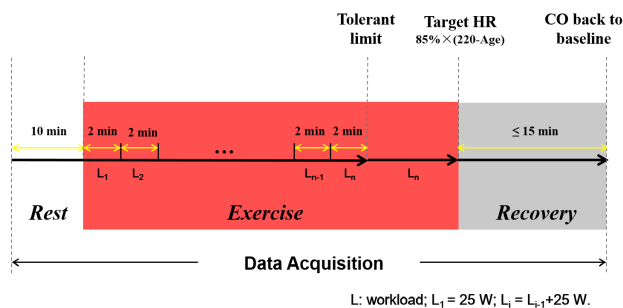 Tolerant
limit
Target HR
85%×(220-Age)
CO back to
baseline
10 min
2 min
2 min
...
2 min
2 min
≤ 15 min
L1
L2
Ln-1
Ln
Ln
Rest
Exercise
Recovery
Data Acquisition
L: workload; L1 = 25 W; Li = Li-1+25 W.